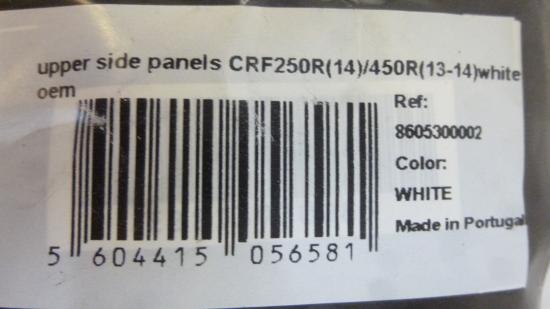 upper side panels CRF250R(14)/450R(13-14)white
oem
Ref:
8605300002
Color:
WHITE
Made in Portugal
5 604415 056581